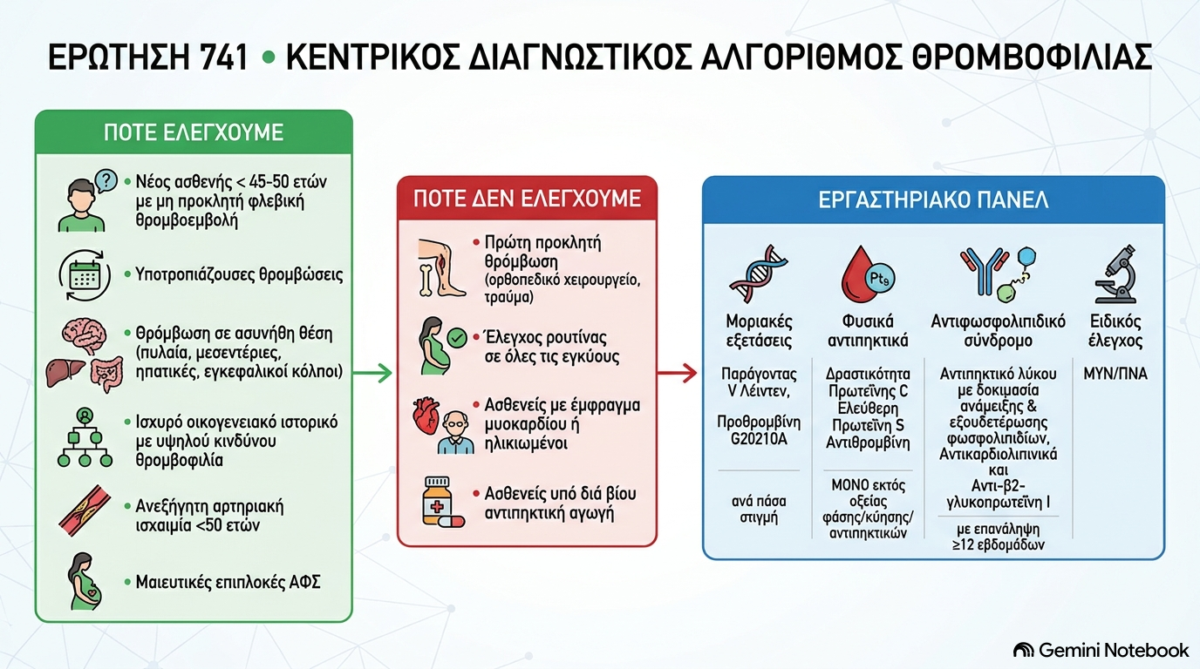 ΕΡΩΤΗΣΗ 741 • ΚΕΝΤΡΙΚΟΣ ΔΙΑΓΝΩΣΤΙΚΟΣ ΑΛΓΟΡΙΘΜΟΣ ΘΡΟΜΒΟΦΙΛΙΑΣ
ΠΟΤΕ ΕΛΕΓΧΟΥΜΕ
?
• Νέος ασθενής < 45-50 ετών
με μη προκλητή φλεβική
θρομβοεμβολή
• Υποτροπιάζουσες θρομβώσεις
• Θρόμβωση σε ασυνήθη θέση
(πυλαία, μεσεντέριες,
ηπατικές, εγκεφαλικοί κόλποι)
• Ισχυρό οικογενειακό ιστορικό
με υψηλού κινδύνου
θρομβοφιλία
• Ανεξήγητη αρτηριακή
ισχαιμία <50 ετών
• Μαιευτικές επιπλοκές ΑΦΣ
ΠΟΤΕ ΔΕΝ ΕΛΕΓΧΟΥΜΕ
• Πρώτη προκλητή
θρόμβωση
(ορθοπεδικό χειρουργείο,
τραύμα)
• Έλεγχος ρουτίνας
σε όλες τις εγκύους
• Ασθενείς με έμφραγμα
μυοκαρδίου ή
ηλικιωμένοι
• Ασθενείς υπό διά βίου
αντιπηκτική αγωγή
ΕΡΓΑΣΤΗΡΙΑΚΟ ΠΑΝΕΛ
Μοριακές
εξετάσεις
Παράγοντας
V Λέιντεν,
Προθρομβίνη
G20210A
ανά πάσα
στιγμή
Pt9
Φυσικά
αντιπηκτικά
Δραστικότητα
Πρωτεΐνης C
Ελεύθερη
Πρωτεΐνη S
Αντιθρομβίνη
ΜΟΝΟ εκτός
οξείας
φάσης/κύησης/
αντιπηκτικών
Αντιφωσφολιπιδικό
σύνδρομο
Αντιπηκτικό λύκου
με δοκιμασία
ανάμειξης &
εξουδετέρωσης
φωσφολιπιδίων,
Αντικαρδιολιπινικά
και
Αντι-β2-
γλυκοπρωτεΐνη Ι
με επανάληψη
≥12 εβδομάδων
Ειδικός
έλεγχος
ΜΥΝ/ΠΝΑ
Gemini Notebook